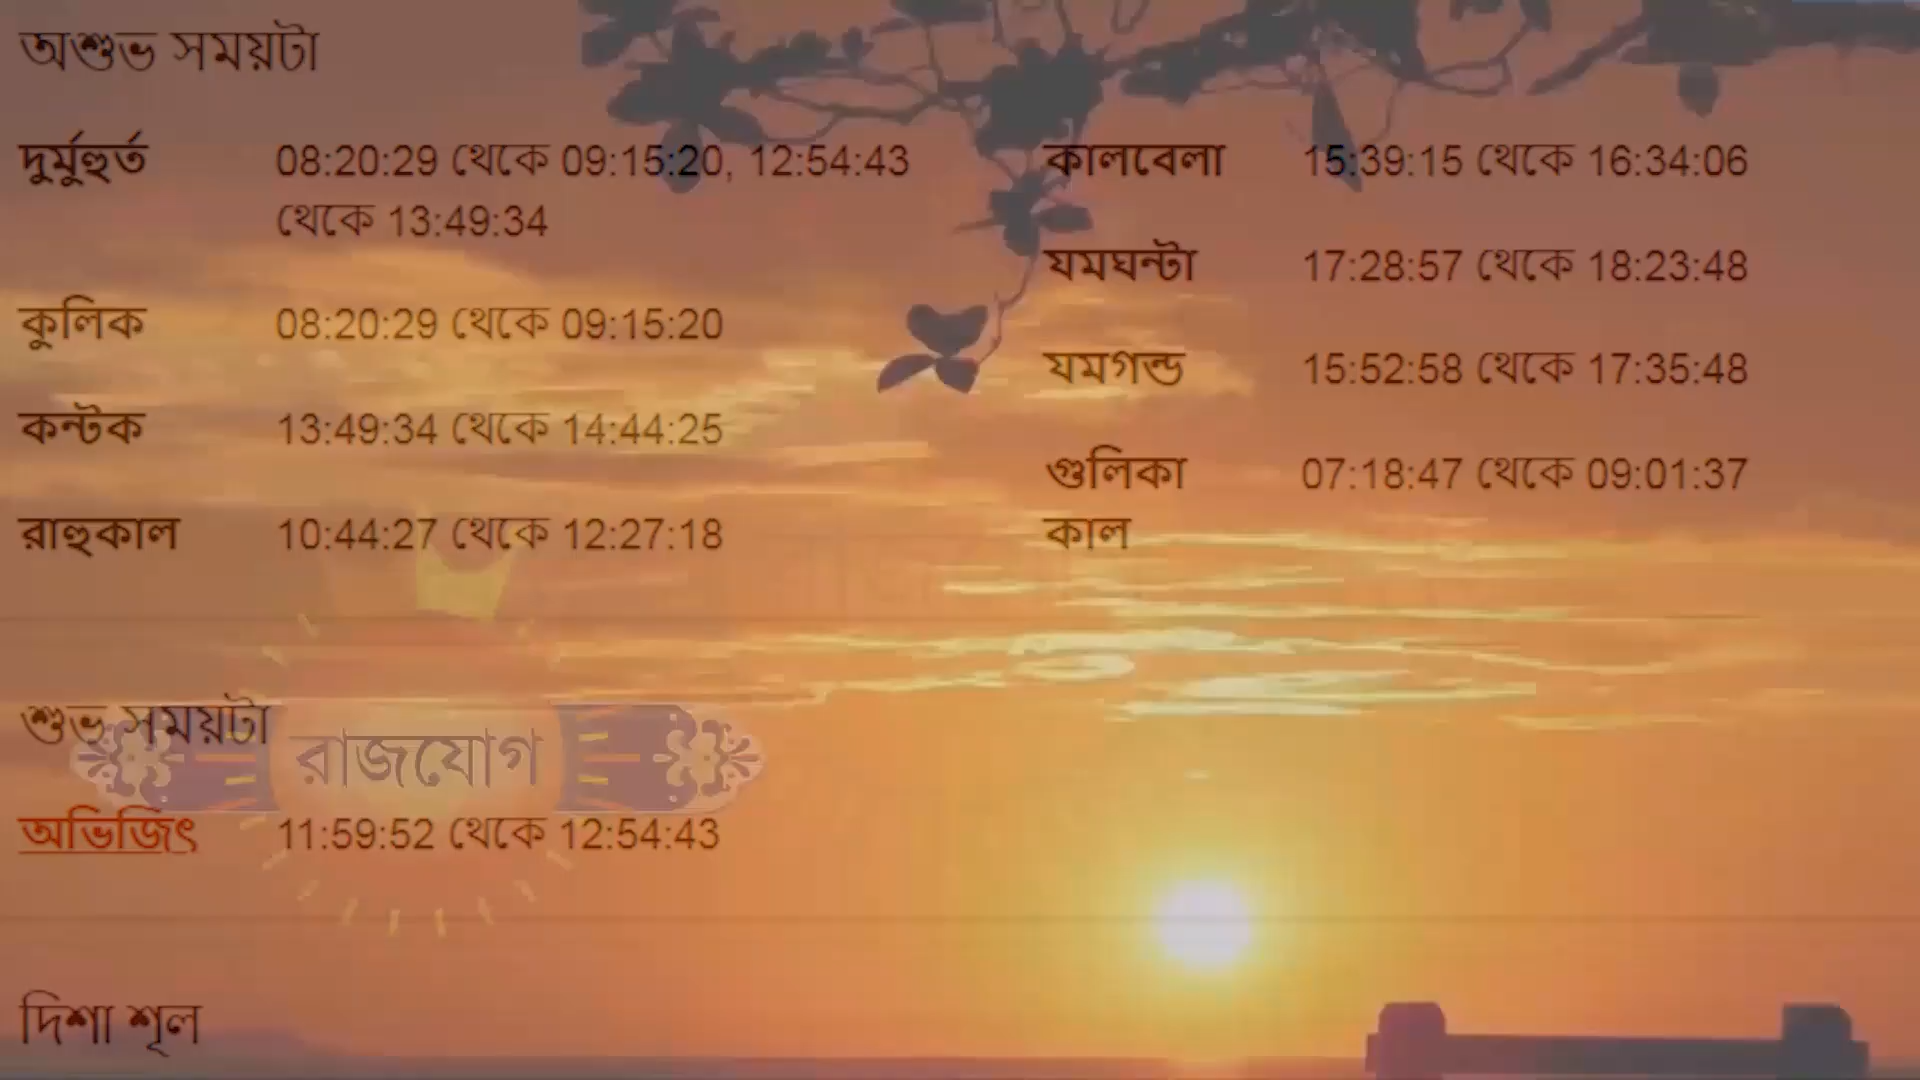 অশুভ সময়টা
দুর্মুহুর্ত 08:20:29 থেকে 09:15:20, 12:54:43
থেকে 13:49:34
কুলিক 08:20:29 থেকে 09:15:20
কন্টক 13:49:34 থেকে 14:44:25
রাহুকাল 10:44:27 থেকে 12:27:18
কালবেলা 15:39:15 থেকে 16:34:06
যমঘন্টা 17:28:57 থেকে 18:23:48
যমগন্ড 15:52:58 থেকে 17:35:48
গুলিকা 07:18:47 থেকে 09:01:37
কাল
শুভ সময়টা
রাজযোগ
অভিজিৎ 11:59:52 থেকে 12:54:43
দিশা শূল